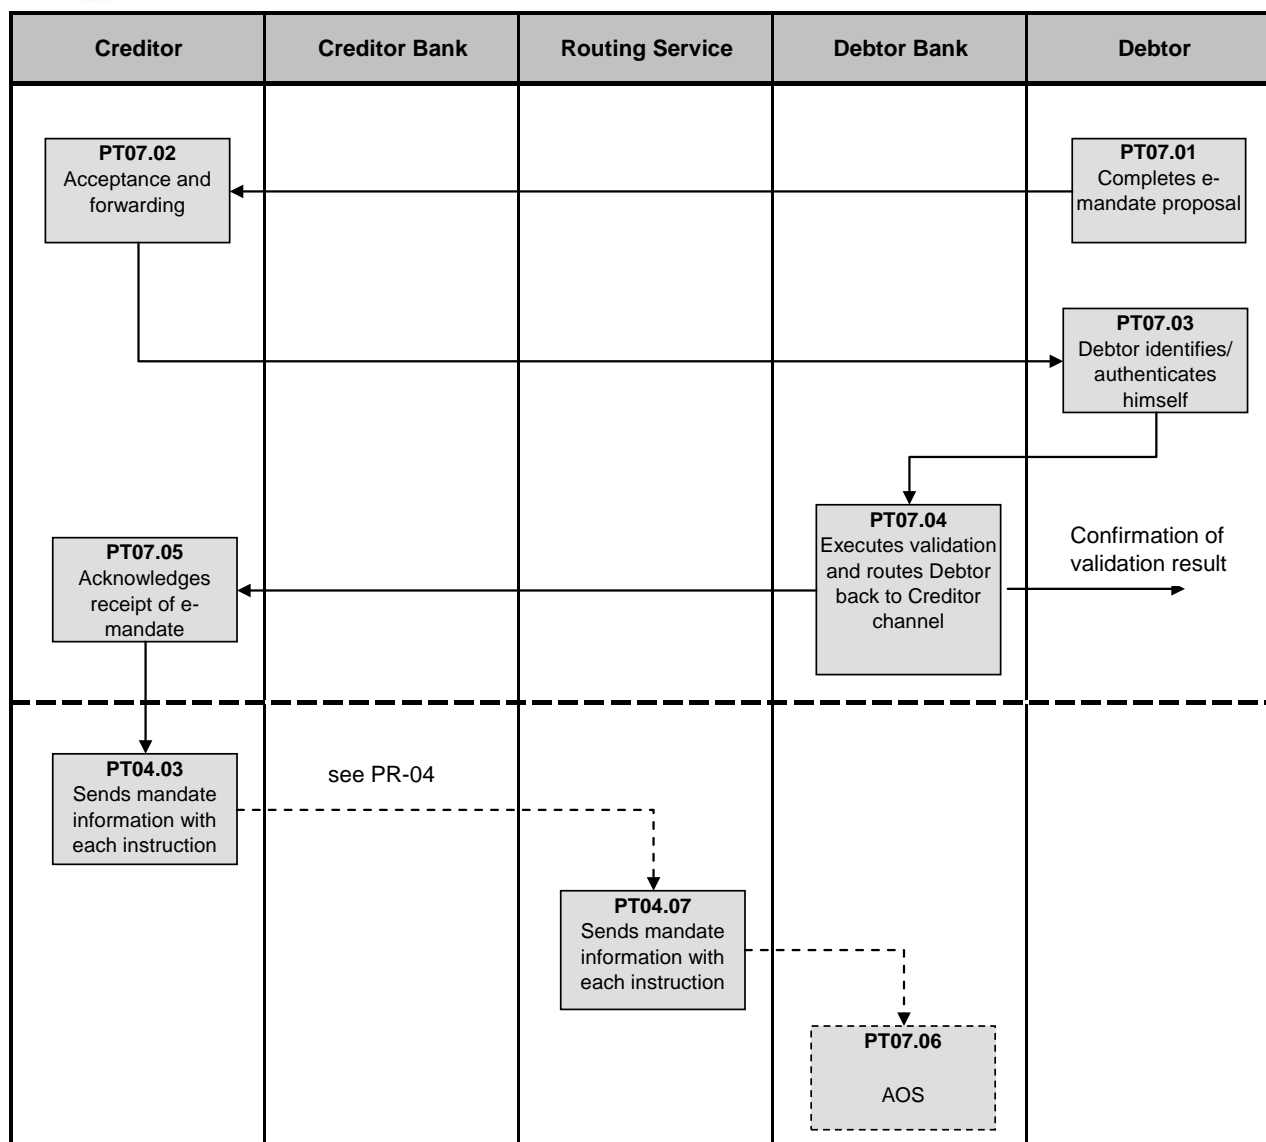 Creditor
Creditor Bank
Routing Service
Debtor Bank
Debtor
PT07.02
Acceptance and
forwarding
PT07.01
Completes e-
mandate proposal
PT07.03
Debtor identifies/
authenticates
himself
PT07.04
Executes validation
and routes Debtor
back to Creditor
channel
Confirmation of
validation result
PT07.05
Acknowledges
receipt of e-
mandate
PT04.03
Sends mandate
information with
each instruction
see PR-04
PT04.07
Sends mandate
information with
each instruction
PT07.06
AOS